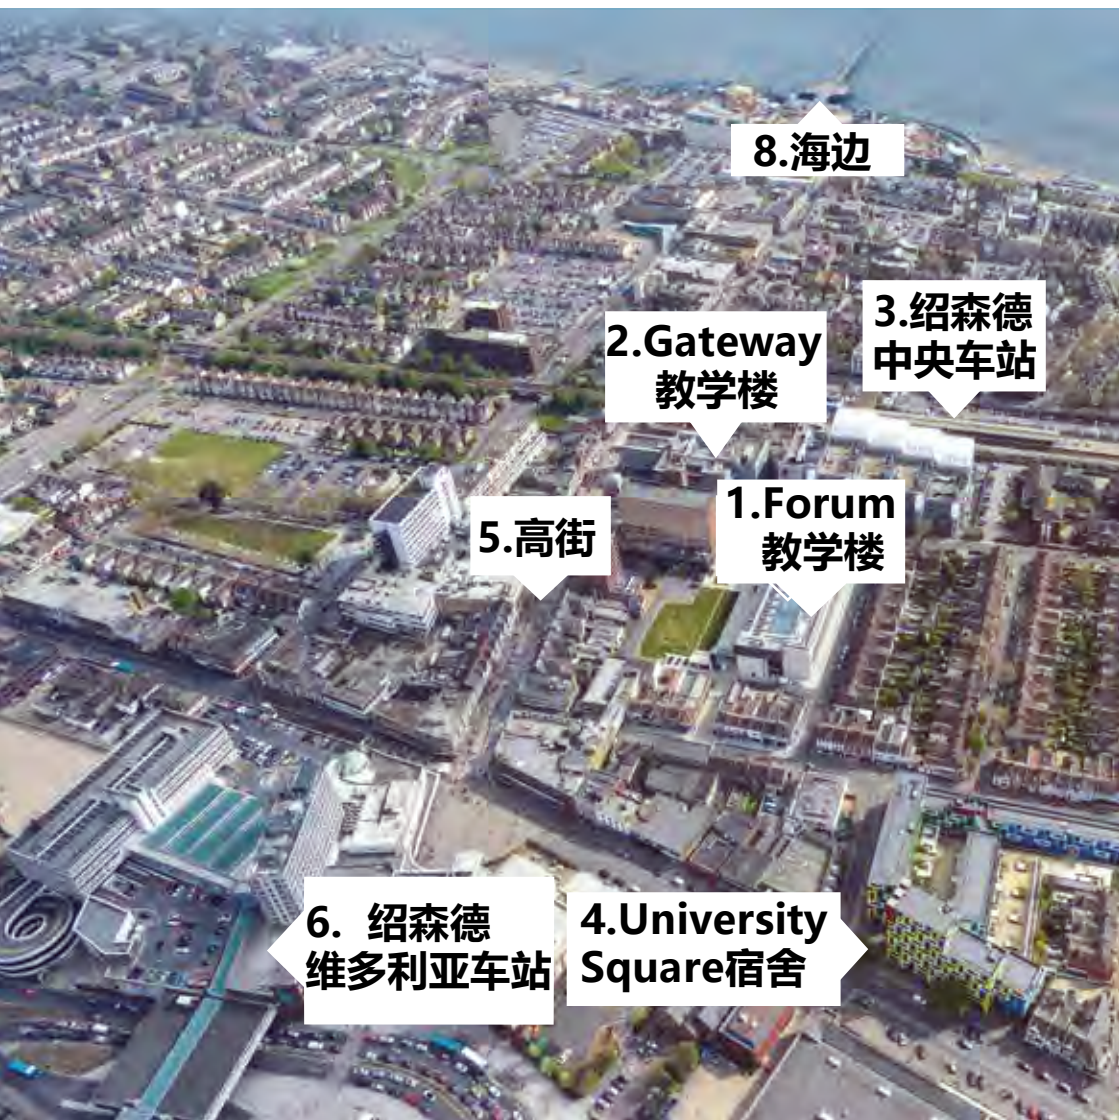 8.海边
3.绍森德
中央车站
2.Gateway
教学楼
1.Forum
教学楼
5.高街
6. 绍森德
维多利亚车站
4.University
Square宿舍